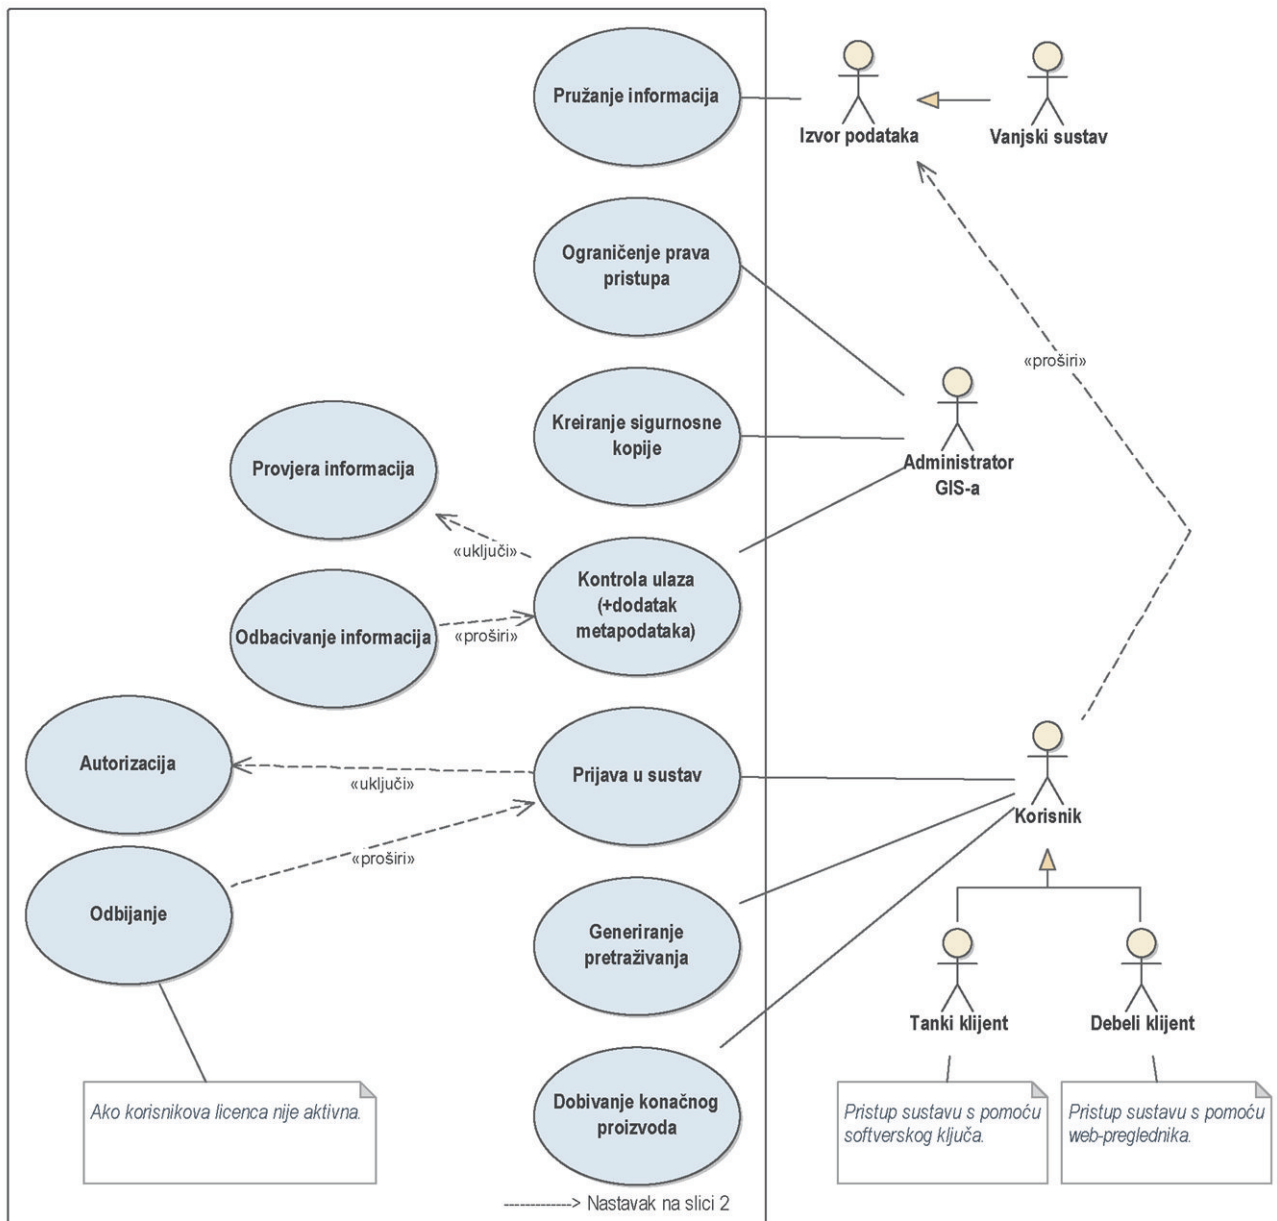 Pružanje informacija
Izvor podataka
Vanjski sustav
Ograničenje prava
pristupa
«proširi»
Kreiranje sigurnosne
kopije
Administrator
GIS-a
Provjera informacija
«uključi»
Kontrola ulaza
(+dodatak
metapodataka)
Odbacivanje informacija
«proširi»
Autorizacija
«uključi»
Prijava u sustav
Korisnik
«proširi»
Odbijanje
Generiranje
pretraživanja
Tanki klijent
Debeli klijent
Ako korisnikova licenca nije aktivna.
Dobivanje konačnog
proizvoda
Pristup sustavu s pomoću
softverskog ključa.
Pristup sustavu s pomoću
web-preglednika.
Nastavak na slici 2